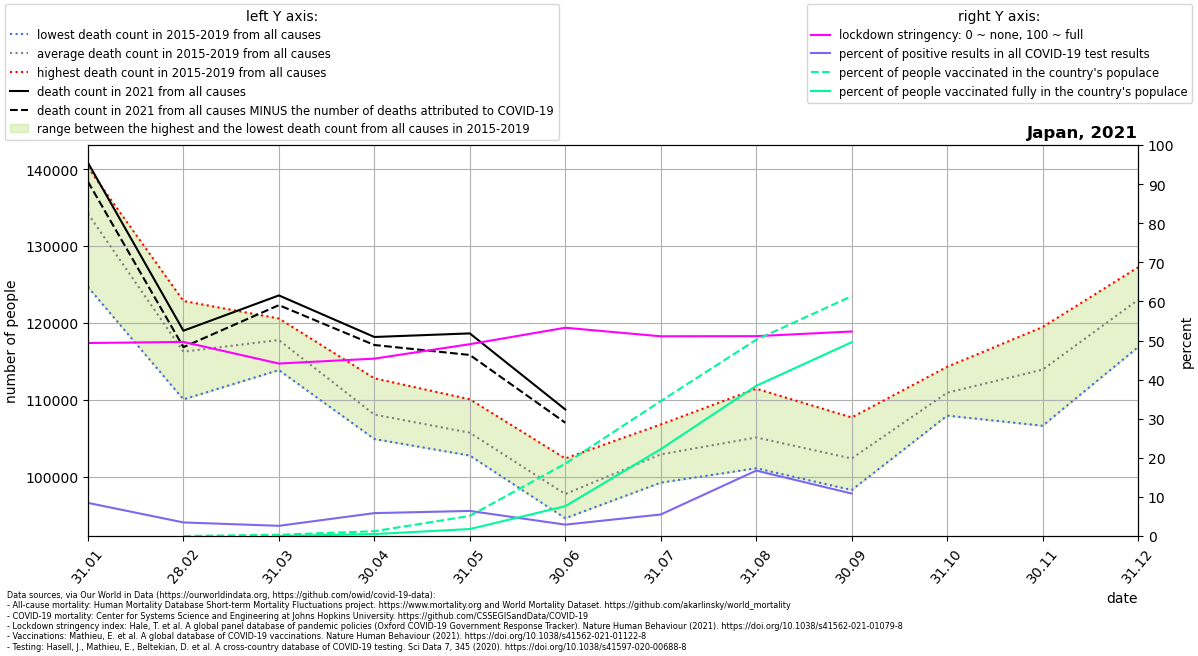 left Y axis:
lowest death count in 2015-2019 from all causes
average death count in 2015-2019 from all causes
highest death count in 2015-2019 from all causes
death count in 2021 from all causes
death count in 2021 from all causes MINUS the number of deaths attributed to COVID-19
range between the highest and the lowest death count from all causes in 2015-2019
right Y axis:
lockdown stringency: 0 ~ none, 100 ~ full
percent of positive results in all COVID-19 test results
percent of people vaccinated in the country's populace
percent of people vaccinated fully in the country's populace
Japan, 2021
number of people
140000
130000
120000
110000
100000
100
90
80
70
60
50
40
30
20
10
0
percent
31.01
28.02
31.03
30.04
31.05
30.06
31.07
31.08
30.09
31.10
30.11
31.12
date
Data sources, via Our World in Data (https://ourworldindata.org, https://github.com/owid/covid-19-data):
- All-cause mortality: Human Mortality Database Short-term Mortality Fluctuations project. https://www.mortality.org and World Mortality Dataset. https://github.com/akarlinsky/world_mortality
- COVID-19 mortality: Center for Systems Science and Engineering at Johns Hopkins University. https://github.com/CSSEGISandData/COVID-19
- Lockdown stringency index: Hale, T. et al. A global panel database of pandemic policies (Oxford COVID-19 Government Response Tracker). Nature Human Behaviour (2021). https://doi.org/10.1038/s41562-021-01079-8
- Vaccinations: Mathieu, E. et al. A global database of COVID-19 vaccinations. Nature Human Behaviour (2021). https://doi.org/10.1038/s41562-021-01122-8
- Testing: Hasell, J., Mathieu, E., Beltekian, D. et al. A cross-country database of COVID-19 testing. Sci Data 7, 345 (2020). https://doi.org/10.1038/s41597-020-00688-8